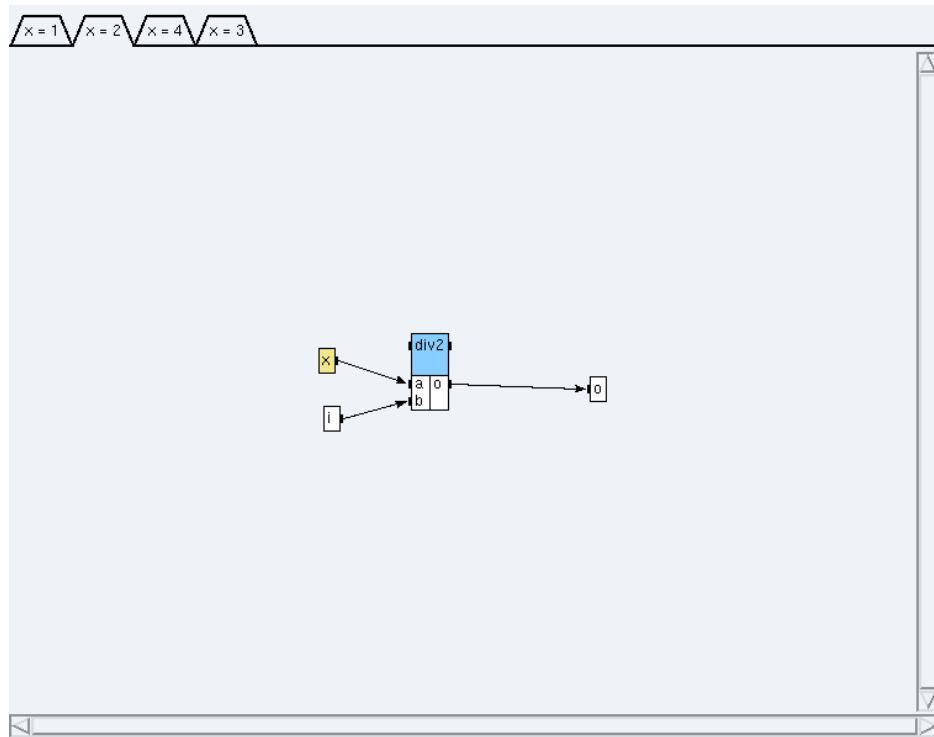 x = 1 x = 2 x = 4 x = 3
div2
x
a o
o
b
i